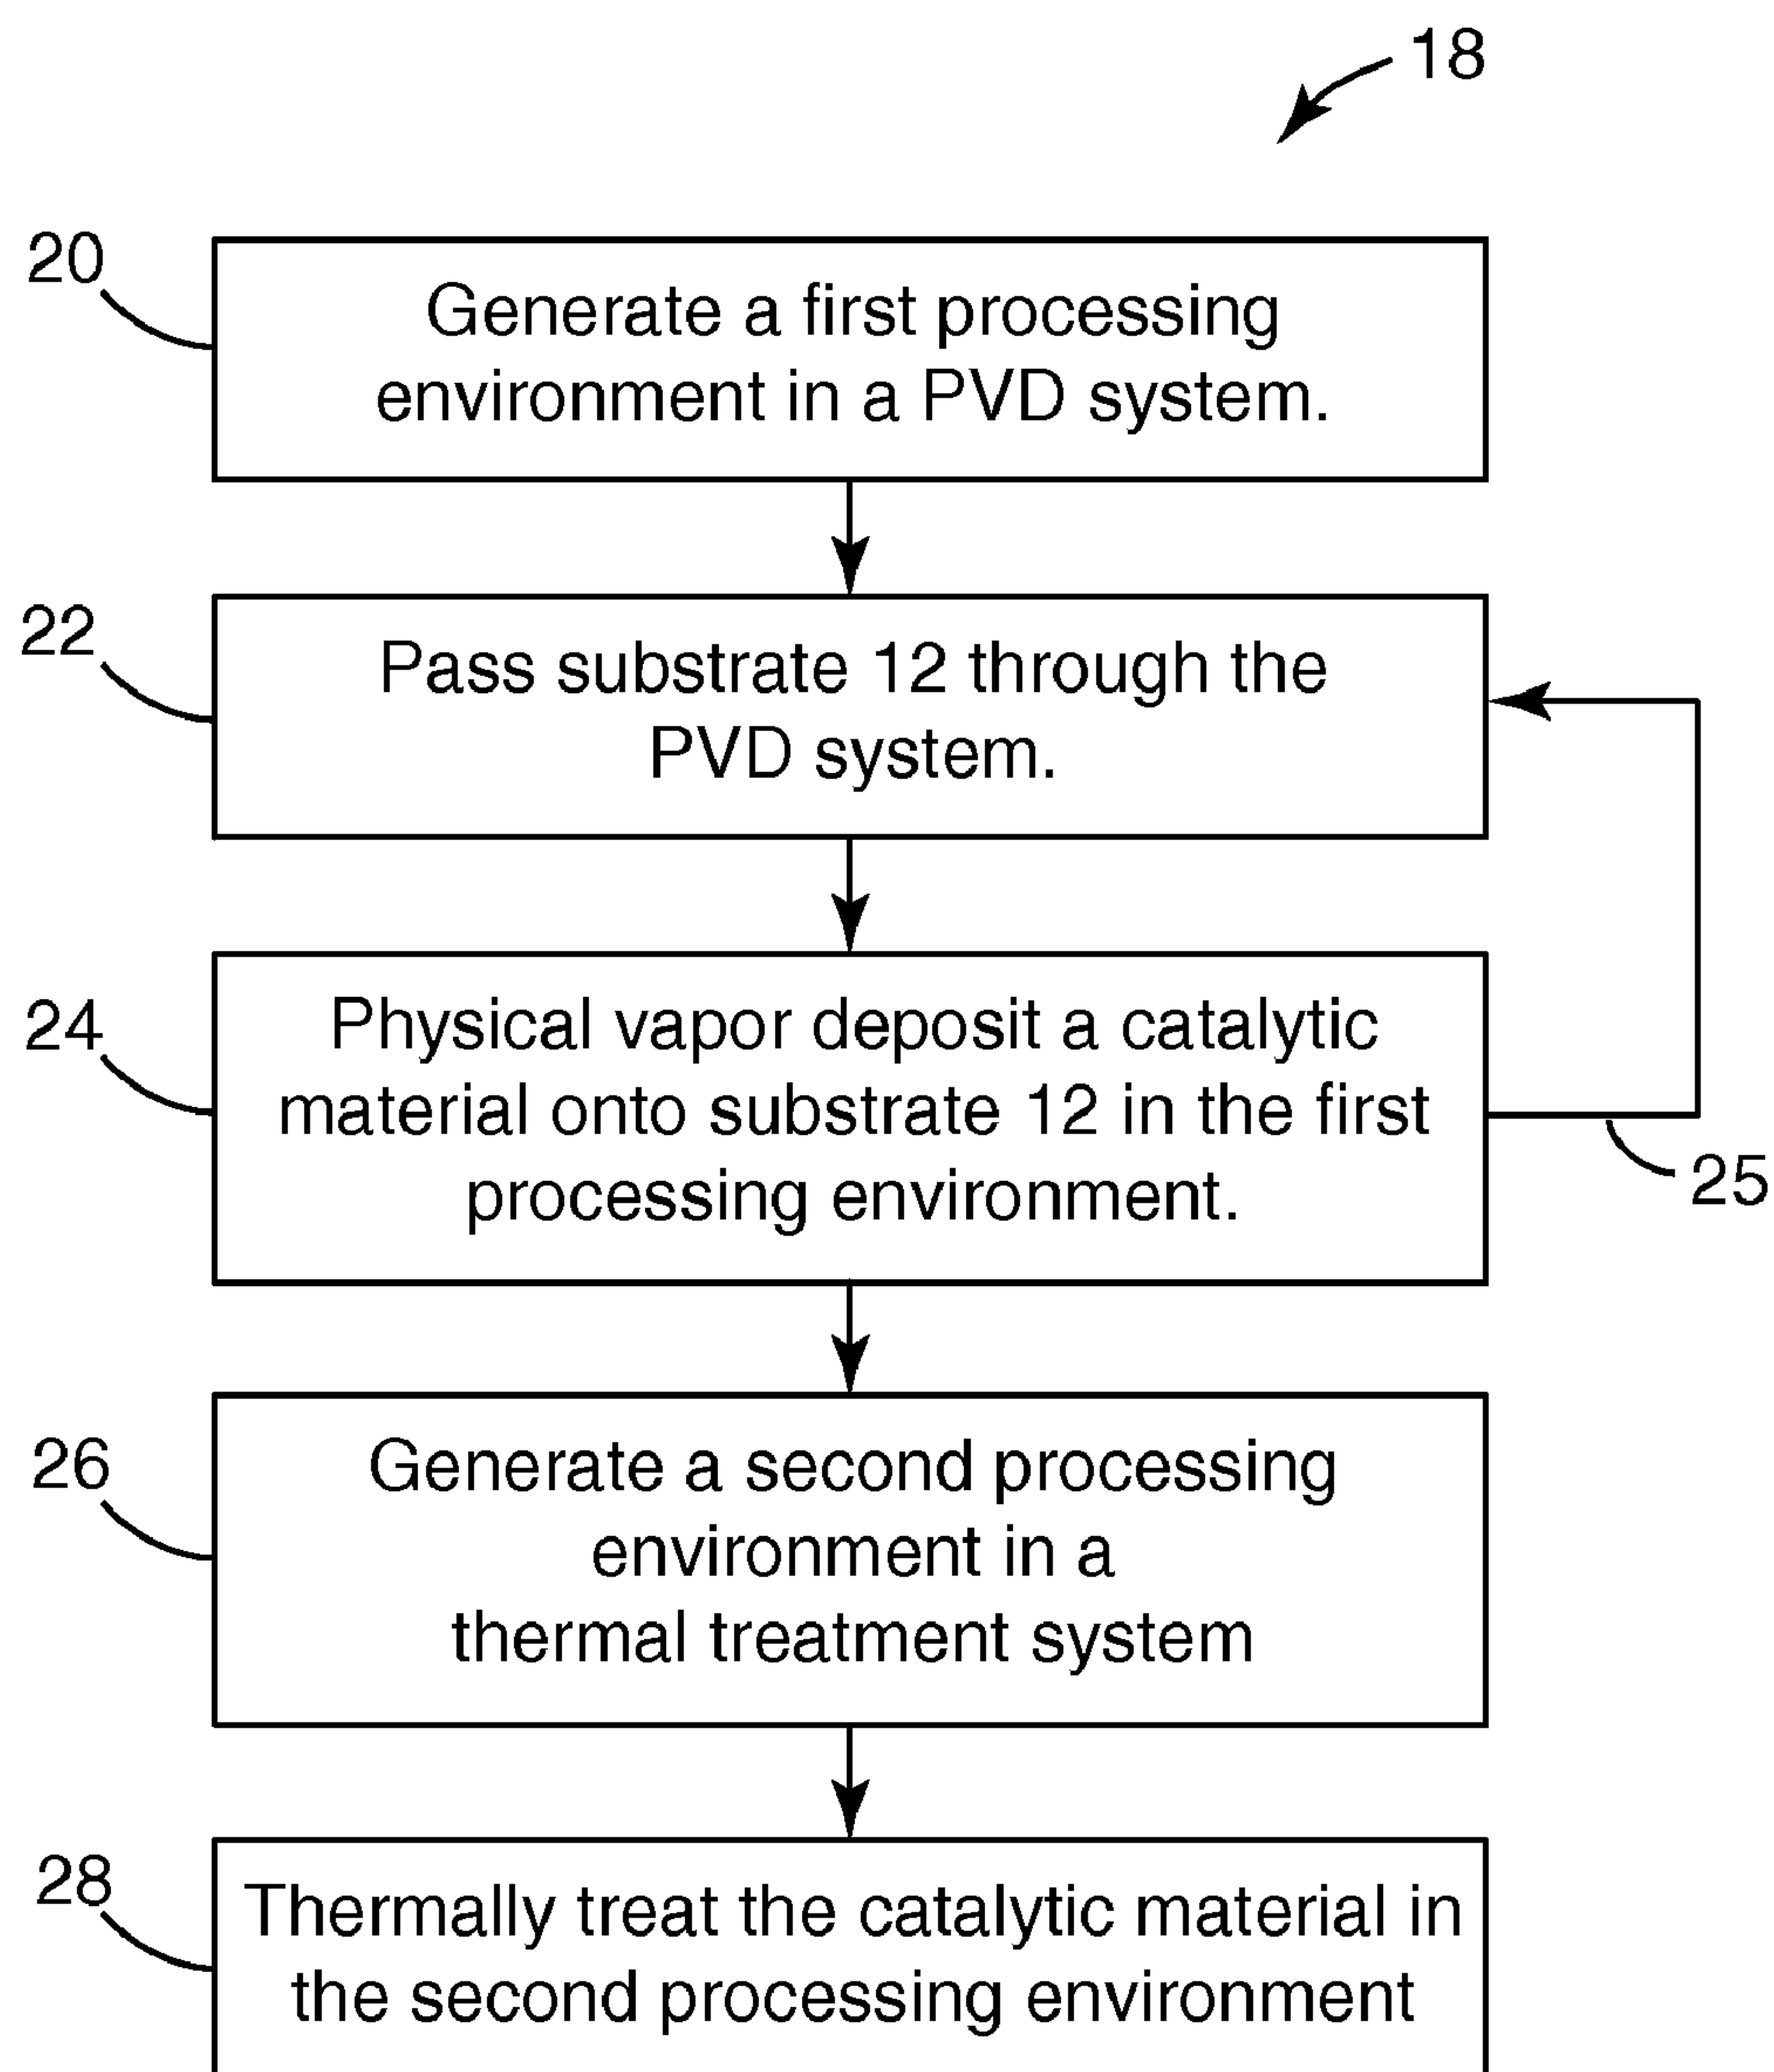 18
20
Generate a first processing
environment in a PVD system.
22
Pass substrate 12 through the
PVD system.
24
Physical vapor deposit a catalytic
material onto substrate 12 in the first
processing environment.
25
26
Generate a second processing
environment in a
thermal treatment system
28
Thermally treat the catalytic material in
the second processing environment